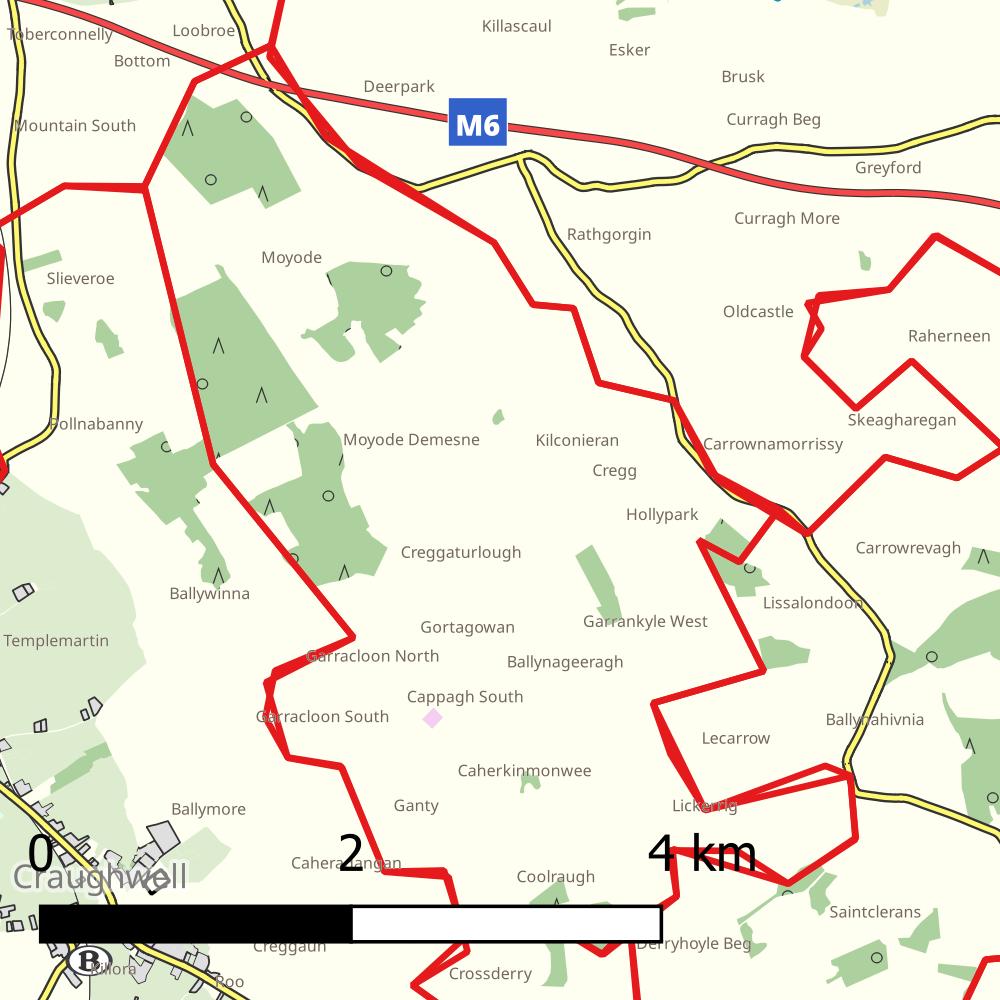 Killascaul
Loobroe
Toberconnelly
Esker
Bottom
Brusk
Deerpark
Curragh Beg
M6
Mountain South
Greyford
Curragh More
Rathgorgin
Moyode
Slieveroe
Oldcastle
Raherneen
Skeagharegan
Pollnabanny
Moyode Demesne
Kilconieran
Carrownamorrissy
Cregg
Hollypark
Creggaturlough
Carrowrevagh
Ballywinna
Lissalondoon
Garrankyle West
Gortagowan
Templemartin
Garracloon North
Ballynageeragh
Cappagh South
Garracloon South
Ballynahivnia
Lecarrow
Caherkinmonwee
Ballymore
Ganty
Lickerrig
0 2 4 km
Caheradangan
Craughwell
Coolraugh
Saintclerans
Creggaun
Derryhoyle Beg
B
Killora
Crossderry
Roo